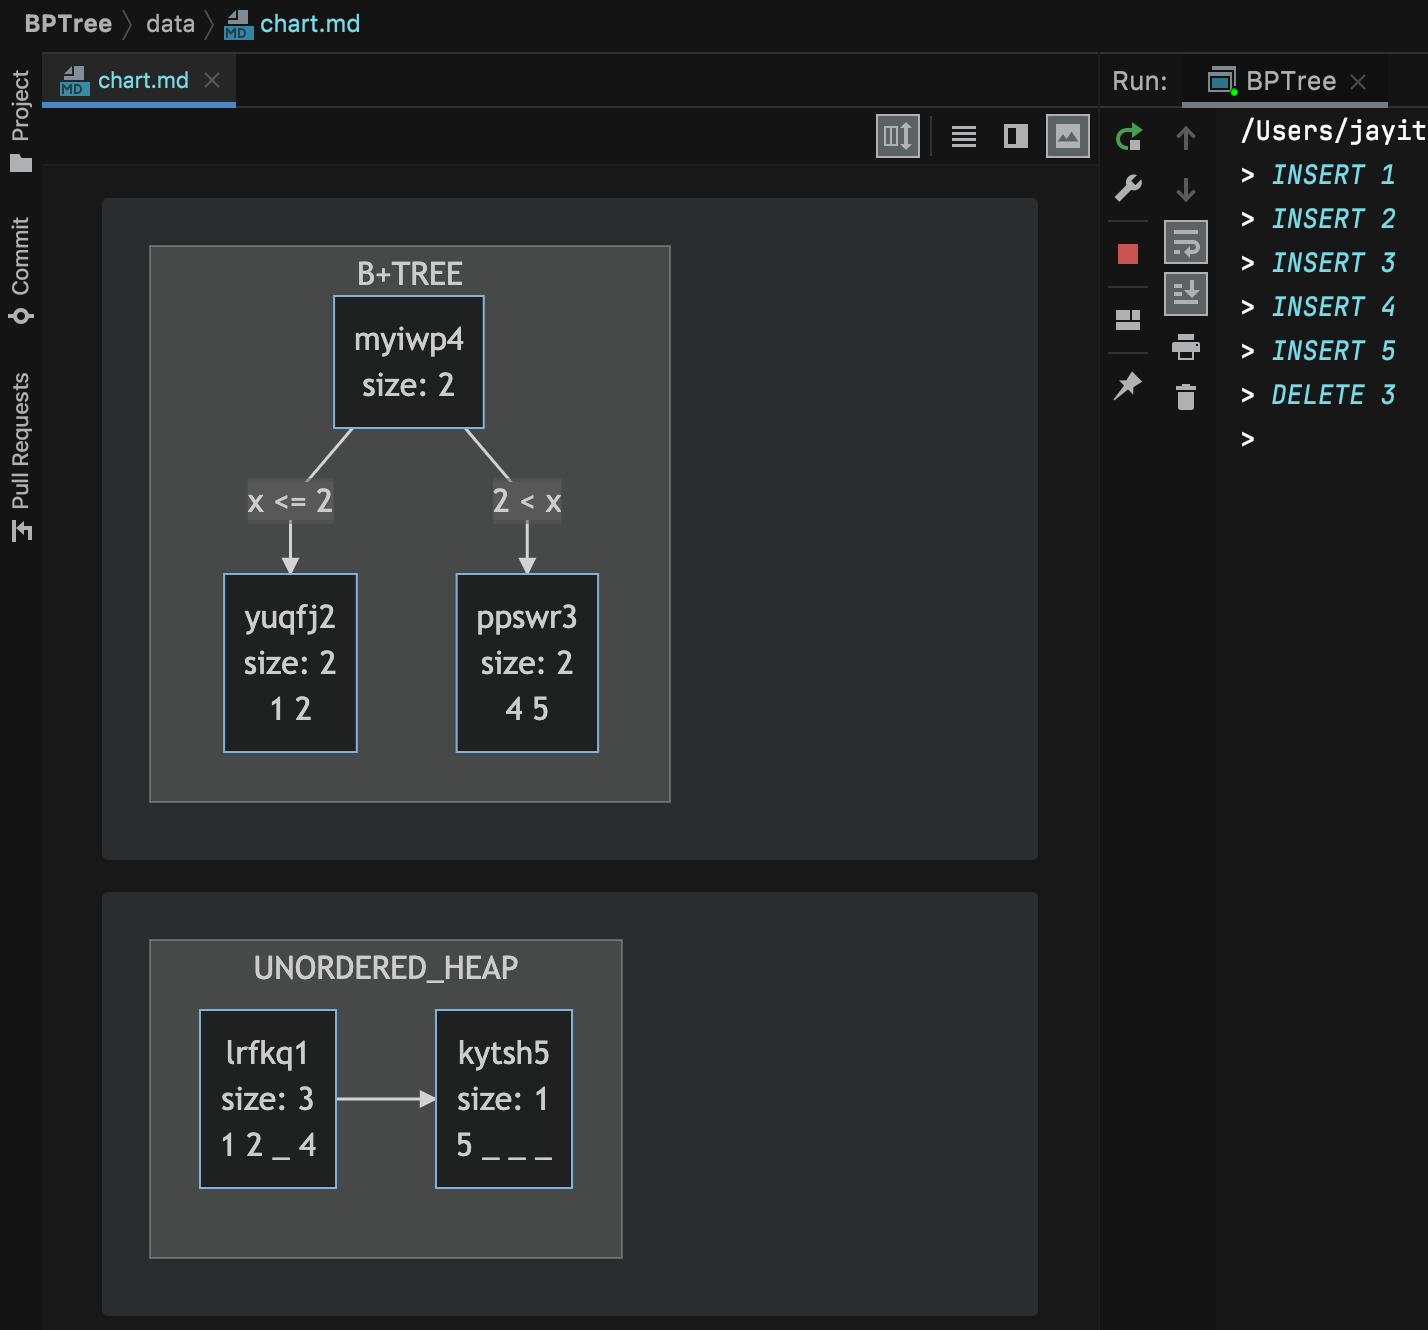 BPTree
data
MD
chart.md
Project
Commit
Pull Requests
MD
chart.md
B+TREE
myiwp4
size: 2
x <= 2
2 < x
yuqfj2
size: 2
1 2
ppswr3
size: 2
4 5
UNORDERED_HEAP
lrfkq1
size: 3
1 2 _ 4
kytsh5
size: 1
5 _ _ _
Run:
BPTree
/Users/jayit
> INSERT 1
> INSERT 2
> INSERT 3
> INSERT 4
> INSERT 5
> DELETE 3
>